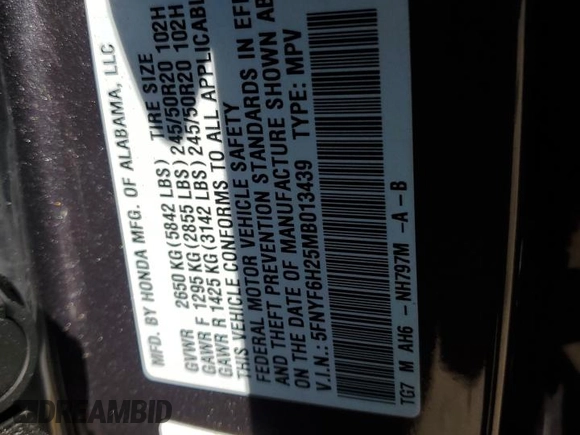 MFD. BY HONDA MFG. OF ALABAMA, LLC
TIRE SIZE
GVWR 2650 KG (5842 LBS)
GAWR F 1295 KG (2855 LBS) 245/50R20 102H
GAWR R 1425 KG (3142 LBS) 245/50R20 102H
THIS VEHICLE CONFORMS TO ALL APPLICABL
FEDERAL MOTOR VEHICLE SAFETY
AND THEFT PREVENTION STANDARDS IN EFF
ON THE DATE OF MANUFACTURE SHOWN AB
V.I.N.: 5FNYF6H25MB013439 TYPE: MPV
TG7 M AH6 - NH797M -A -B
DREAMBID